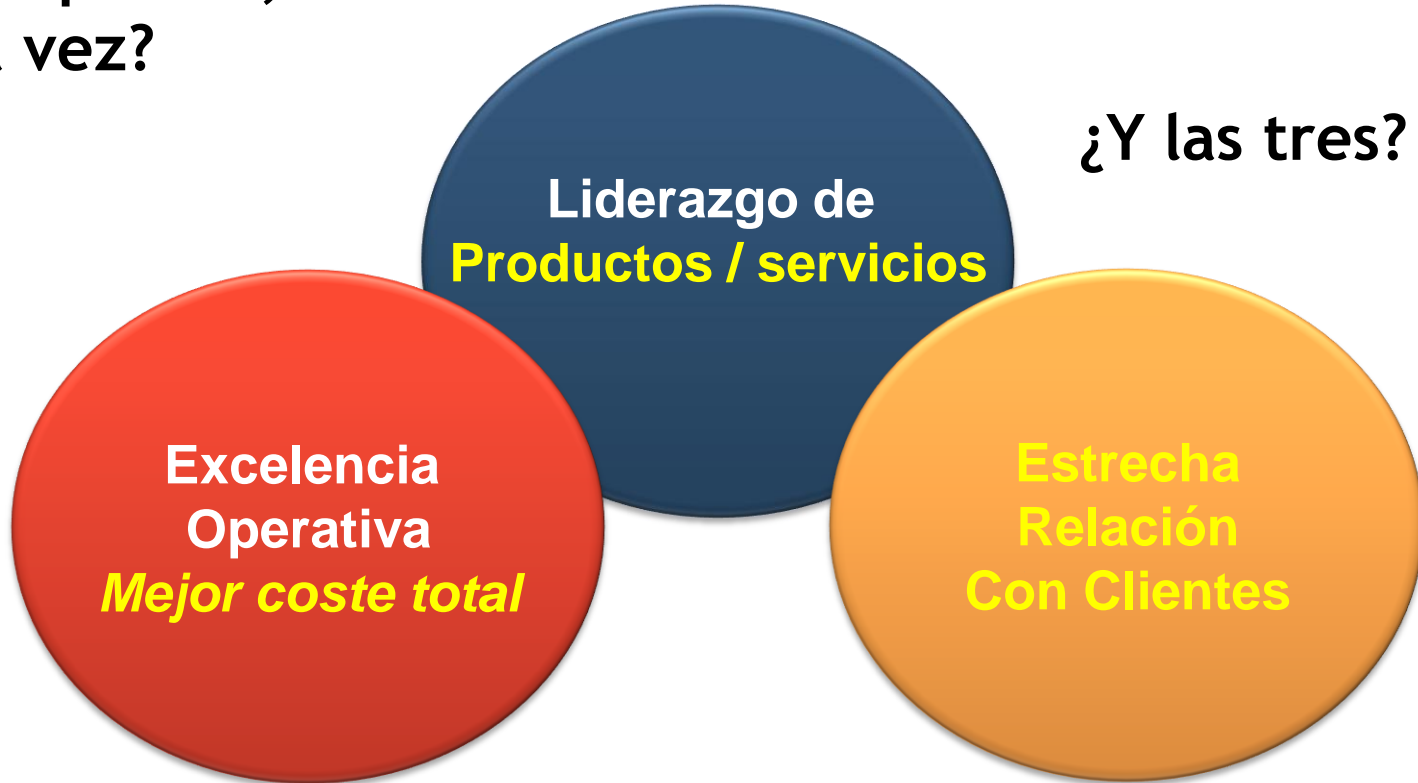 vez?
¿Y las tres?
Liderazgo de
Productos / servicios
Excelencia
Operativa
Mejor coste total
Estrecha
Relación
Con Clientes